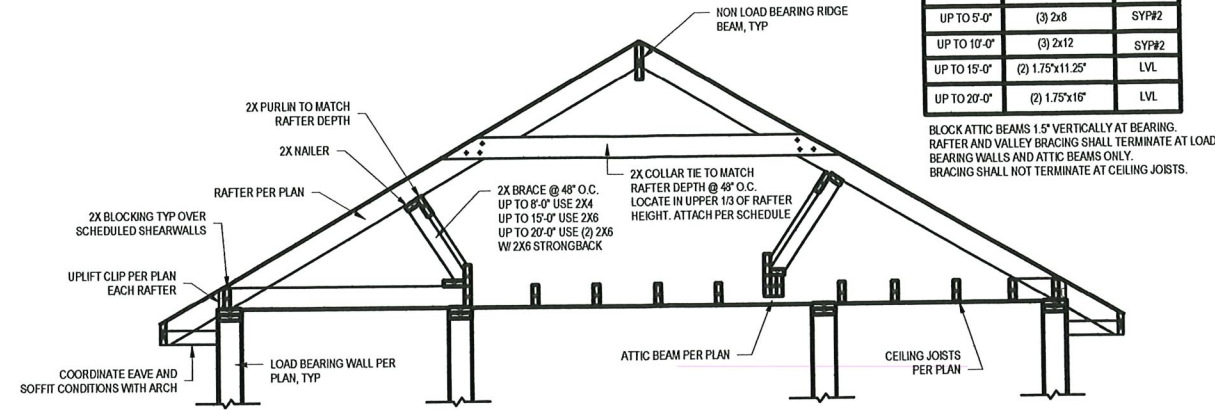 NON LOAD BEARING RIDGE
BEAM, TYP
UP TO 5'-0" (3) 2x8 SYP#2
UP TO 10'-0" (3) 2x12 SYP#2
UP TO 15'-0" (2) 1.75"x11.25" LVL
UP TO 20'-0" (2) 1.75"x16" LVL
BLOCK ATTIC BEAMS 1.5" VERTICALLY AT BEARING.
RAFTER AND VALLEY BRACING SHALL TERMINATE AT LOAD
BEARING WALLS AND ATTIC BEAMS ONLY.
BRACING SHALL NOT TERMINATE AT CEILING JOISTS.
2X PURLIN TO MATCH
RAFTER DEPTH
2X NAILER
RAFTER PER PLAN
2X BLOCKING TYP OVER
SCHEDULED SHEARWALLS
UPLIFT CLIP PER PLAN
EACH RAFTER
2X BRACE @ 48" O.C.
UP TO 8'-0" USE 2X4
UP TO 15'-0" USE 2X6
UP TO 20'-0" USE (2) 2X6
W/ 2X6 STRONGBACK
2X COLLAR TIE TO MATCH
RAFTER DEPTH @ 48" O.C.
LOCATE IN UPPER 1/3 OF RAFTER
HEIGHT. ATTACH PER SCHEDULE
COORDINATE EAVE AND
SOFFIT CONDITIONS WITH ARCH
LOAD BEARING WALL PER
PLAN, TYP
ATTIC BEAM PER PLAN
CEILING JOISTS
PER PLAN